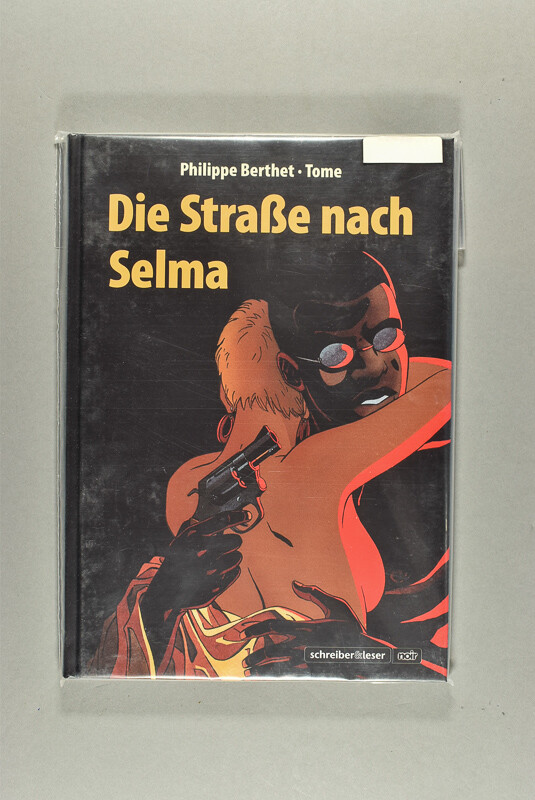 Philippe Berthet • Tome
Die Straße nach
Selma
schreiber&leser
noir